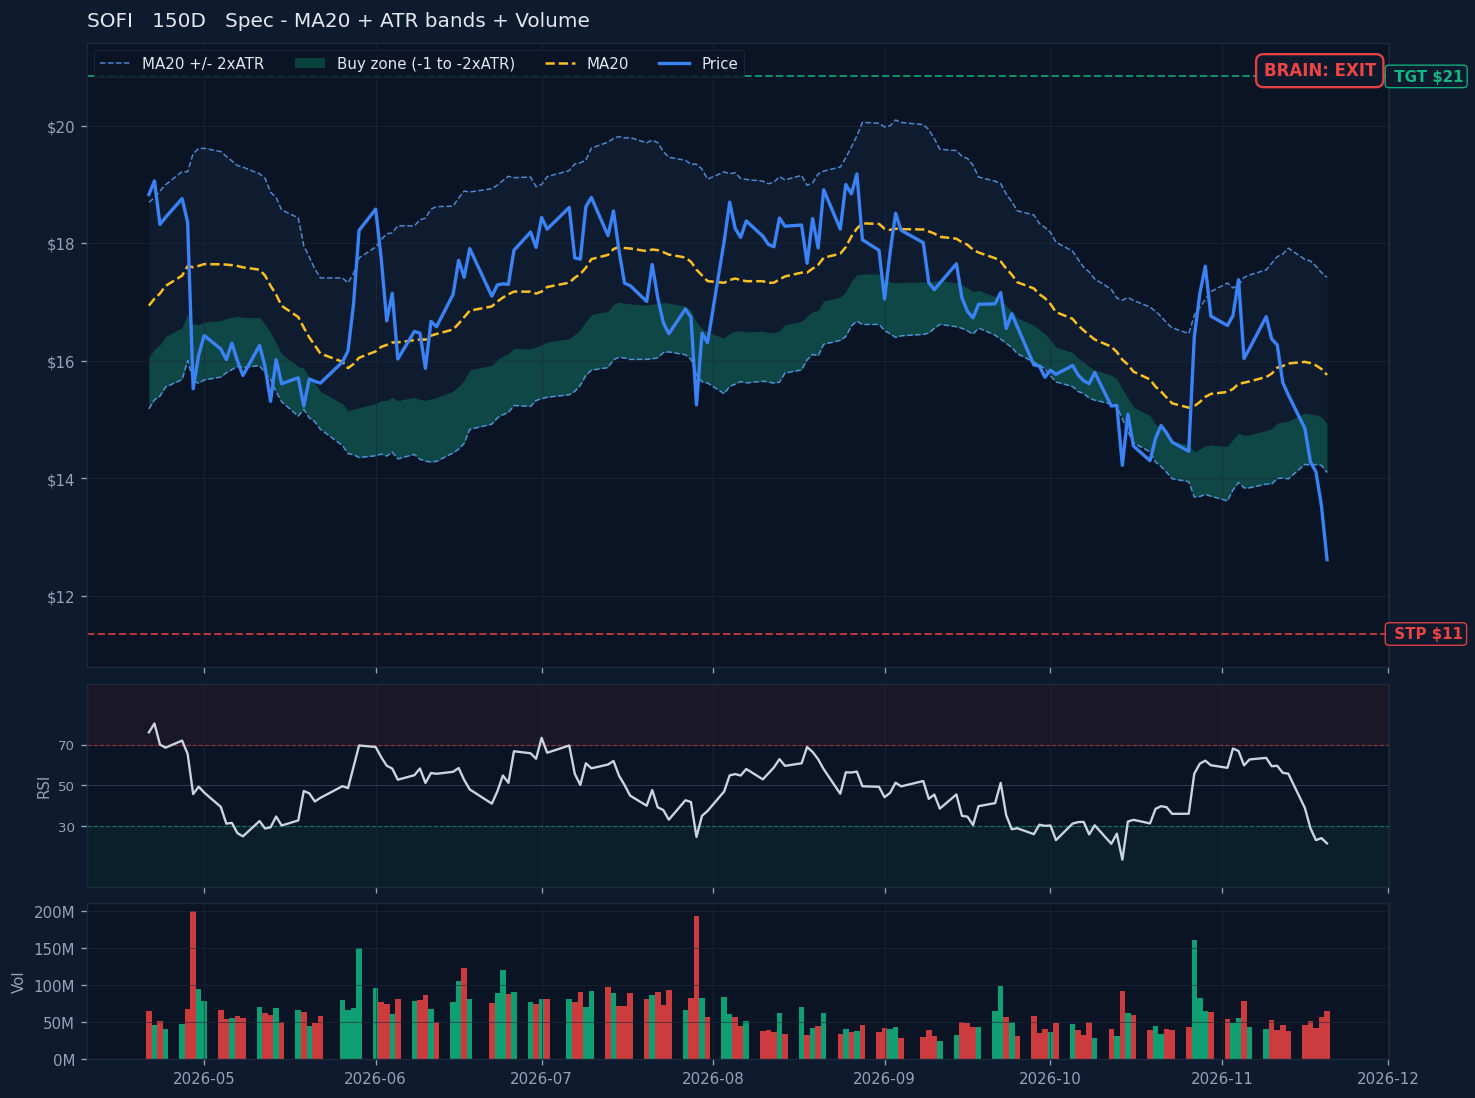 SOFI   150D   Spec - MA20 + ATR bands + Volume
MA20 +/- 2xATR
Buy zone (-1 to -2xATR)
MA20
Price
BRAIN: EXIT
TGT $21
$20
$18
$16
$14
$12
STP $11
RSI
70
50
30
Vol
200M
150M
100M
50M
0M
2026-05
2026-06
2026-07
2026-08
2026-09
2026-10
2026-11
2026-12